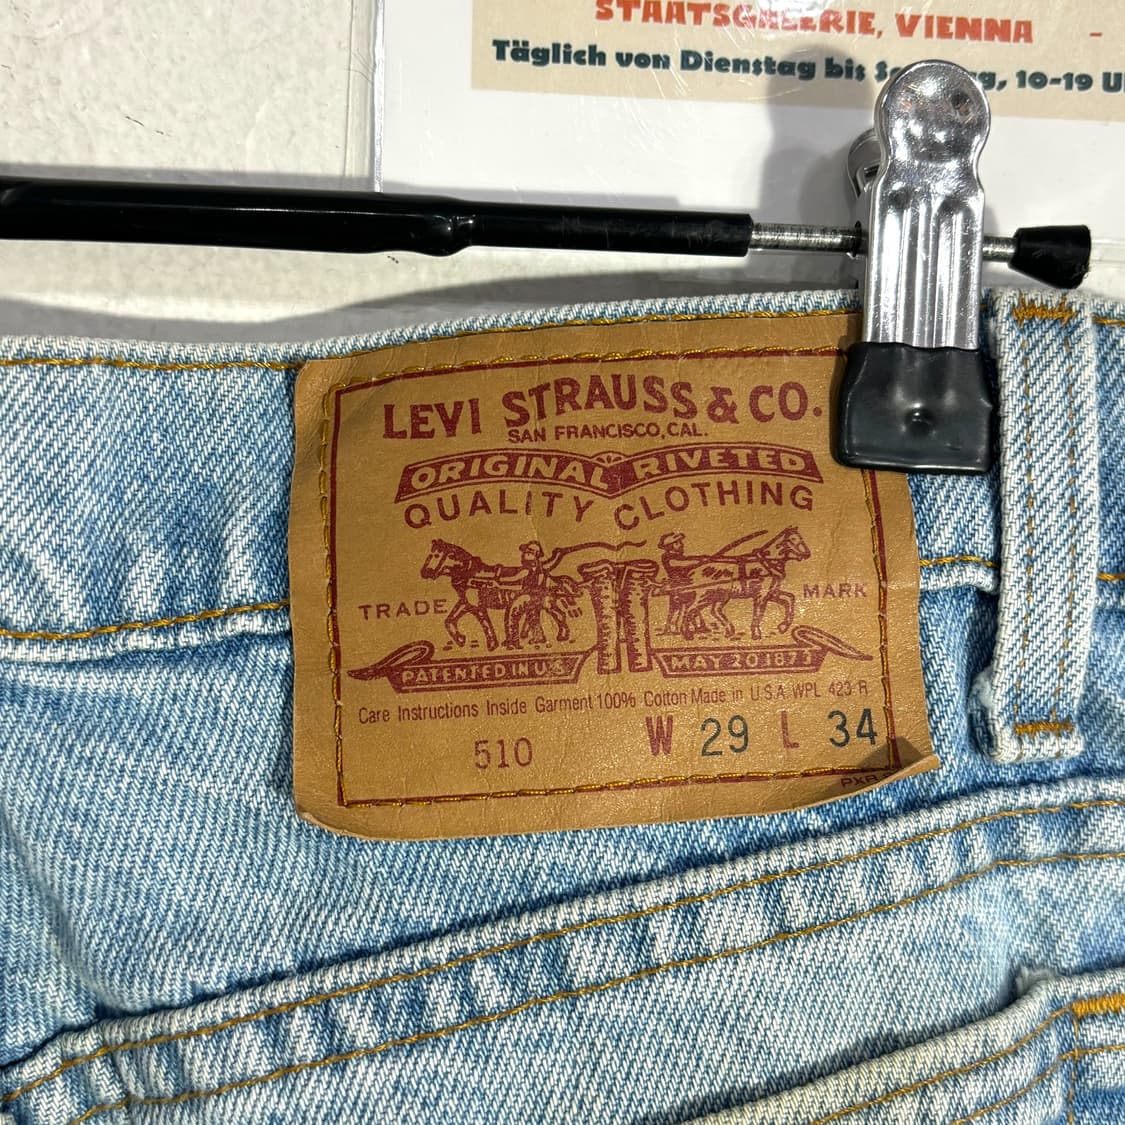 STAATSGALERIE, VIENNA -
Täglich von Dienstag bis 10-19
LEVI STRAUSS & CO.
SAN FRANCISCO, CAL.
ORIGINAL RIVETED
QUALITY CLOTHING
TRADE MARK
PATENTED IN U.S. MAY 20 1873
Care Instructions Inside Garment 100% Cotton Made in U.S.A. WPL 423 R
510 W 29 L 34